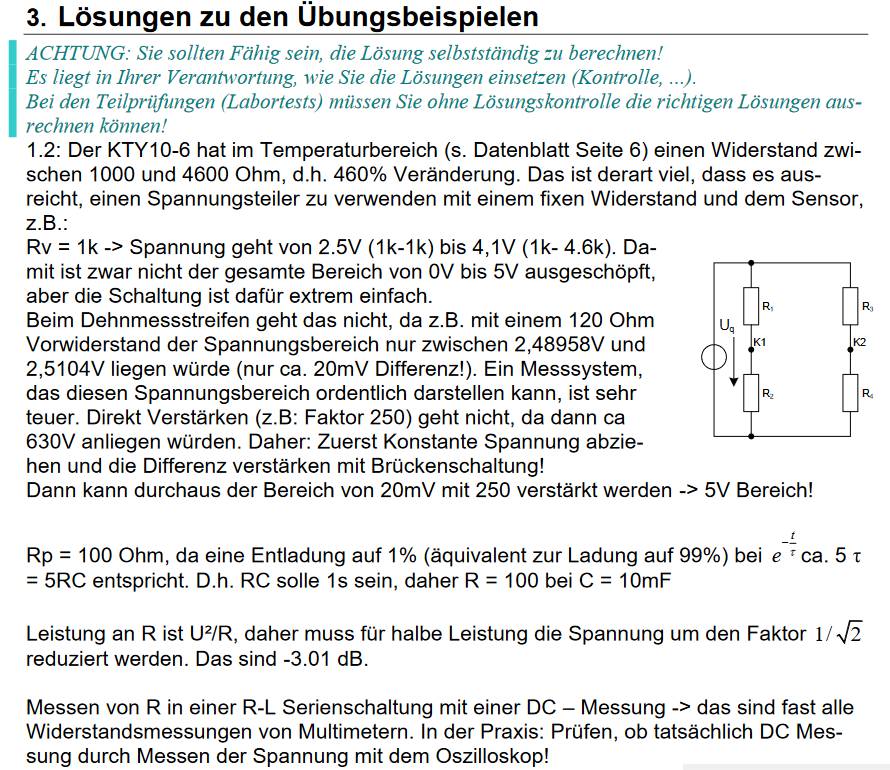 3. Lösungen zu den Übungsbeispielen
ACHTUNG: Sie sollten Fähig sein, die Lösung selbstständig zu berechnen!
Es liegt in Ihrer Verantwortung, wie Sie die Lösungen einsetzen (Kontrolle, ...).
Bei den Teilprüfungen (Labortests) müssen Sie ohne Lösungskontrolle die richtigen Lösungen aus-
rechnen können!
1.2: Der KTY10-6 hat im Temperaturbereich (s. Datenblatt Seite 6) einen Widerstand zwi-
schen 1000 und 4600 Ohm, d.h. 460% Veränderung. Das ist derart viel, dass es aus-
reicht, einen Spannungsteiler zu verwenden mit einem fixen Widerstand und dem Sensor,
z.B.:
Rv = 1k -> Spannung geht von 2.5V (1k-1k) bis 4,1V (1k- 4.6k). Da-
mit ist zwar nicht der gesamte Bereich von 0V bis 5V ausgeschöpft,
aber die Schaltung ist dafür extrem einfach.
Beim Dehnmessstreifen geht das nicht, da z.B. mit einem 120 Ohm
Vorwiderstand der Spannungsbereich nur zwischen 2,48958V und
2,5104V liegen würde (nur ca. 20mV Differenz!). Ein Messsystem,
das diesen Spannungsbereich ordentlich darstellen kann, ist sehr
teuer. Direkt Verstärken (z.B: Faktor 250) geht nicht, da dann ca
630V anliegen würden. Daher: Zuerst Konstante Spannung abzie-
hen und die Differenz verstärken mit Brückenschaltung!
Dann kann durchaus der Bereich von 20mV mit 250 verstärkt werden -> 5V Bereich!
U_q
R₁
K1
R₂
R₃
K2
R₄
Rp = 100 Ohm, da eine Entladung auf 1% (äquivalent zur Ladung auf 99%) bei e^(-t/τ) ca. 5 τ
= 5RC entspricht. D.h. RC solle 1s sein, daher R = 100 bei C = 10mF
Leistung an R ist U²/R, daher muss für halbe Leistung die Spannung um den Faktor 1/√2
reduziert werden. Das sind -3.01 dB.
Messen von R in einer R-L Serienschaltung mit einer DC – Messung -> das sind fast alle
Widerstandsmessungen von Multimetern. In der Praxis: Prüfen, ob tatsächlich DC Mes-
sung durch Messen der Spannung mit dem Oszilloskop!